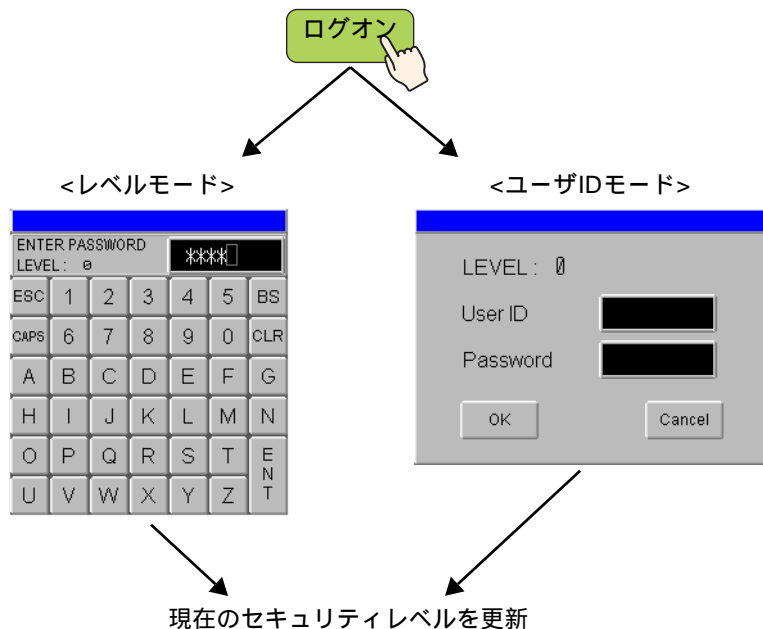 ログオン
<レベルモード>
<ユーザIDモード>
ENTER PASSWORD
LEVEL : 0
****
ESC 1 2 3 4 5 BS
CAPS 6 7 8 9 0 CLR
A B C D E F G
H I J K L M N
O P Q R S T ENT
U V W X Y Z
LEVEL : 0
User ID
Password
OK Cancel
現在のセキュリティレベルを更新